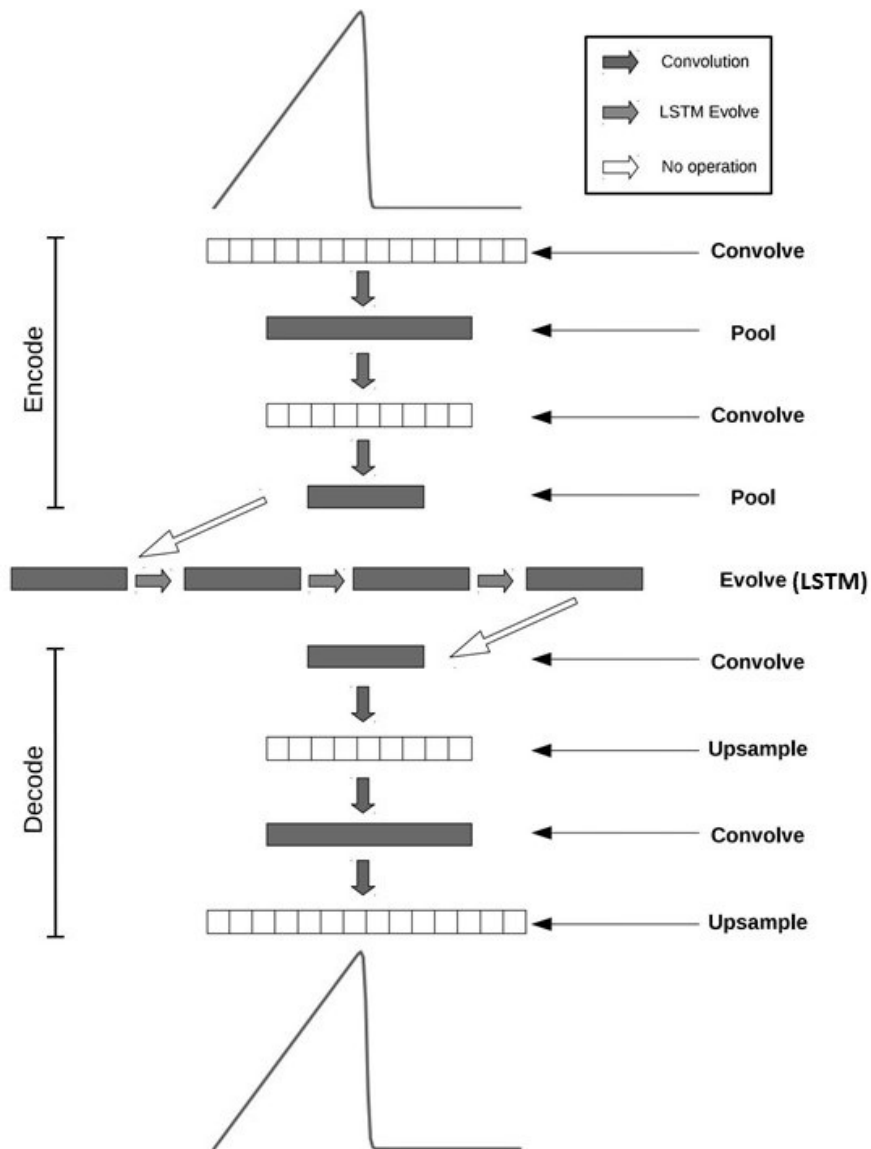 Convolution
LSTM Evolve
No operation
Encode
Convolve
Pool
Convolve
Pool
Evolve (LSTM)
Decode
Convolve
Upsample
Convolve
Upsample